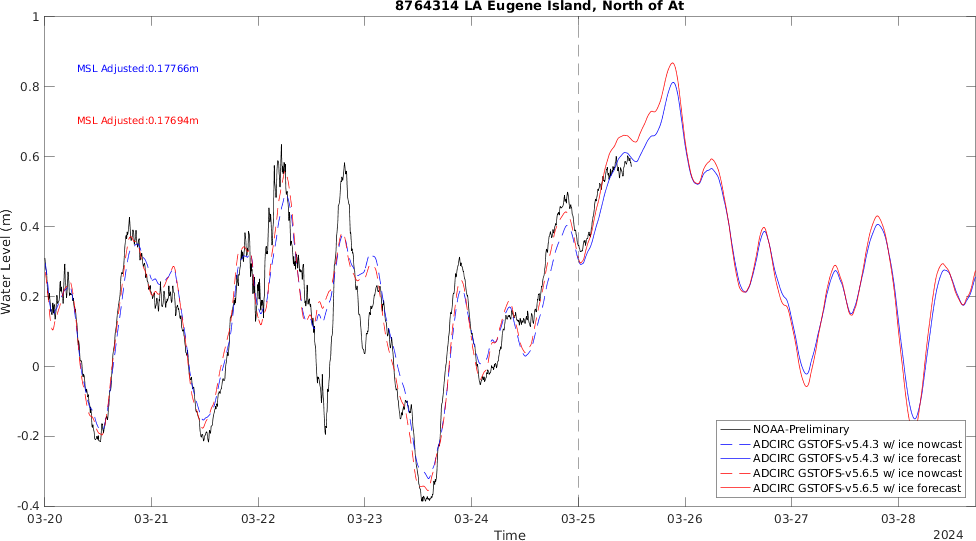 8764314 LA Eugene Island, North of At
MSL Adjusted:0.17766m
MSL Adjusted:0.17694m
Water Level (m)
1
0.8
0.6
0.4
0.2
0
-0.2
-0.4
03-20
03-21
03-22
03-23
03-24
03-25
03-26
03-27
03-28
Time
2024
NOAA-Preliminary
ADCIRC GSTOFS-v5.4.3 w/ ice nowcast
ADCIRC GSTOFS-v5.4.3 w/ ice forecast
ADCIRC GSTOFS-v5.6.5 w/ ice nowcast
ADCIRC GSTOFS-v5.6.5 w/ ice forecast